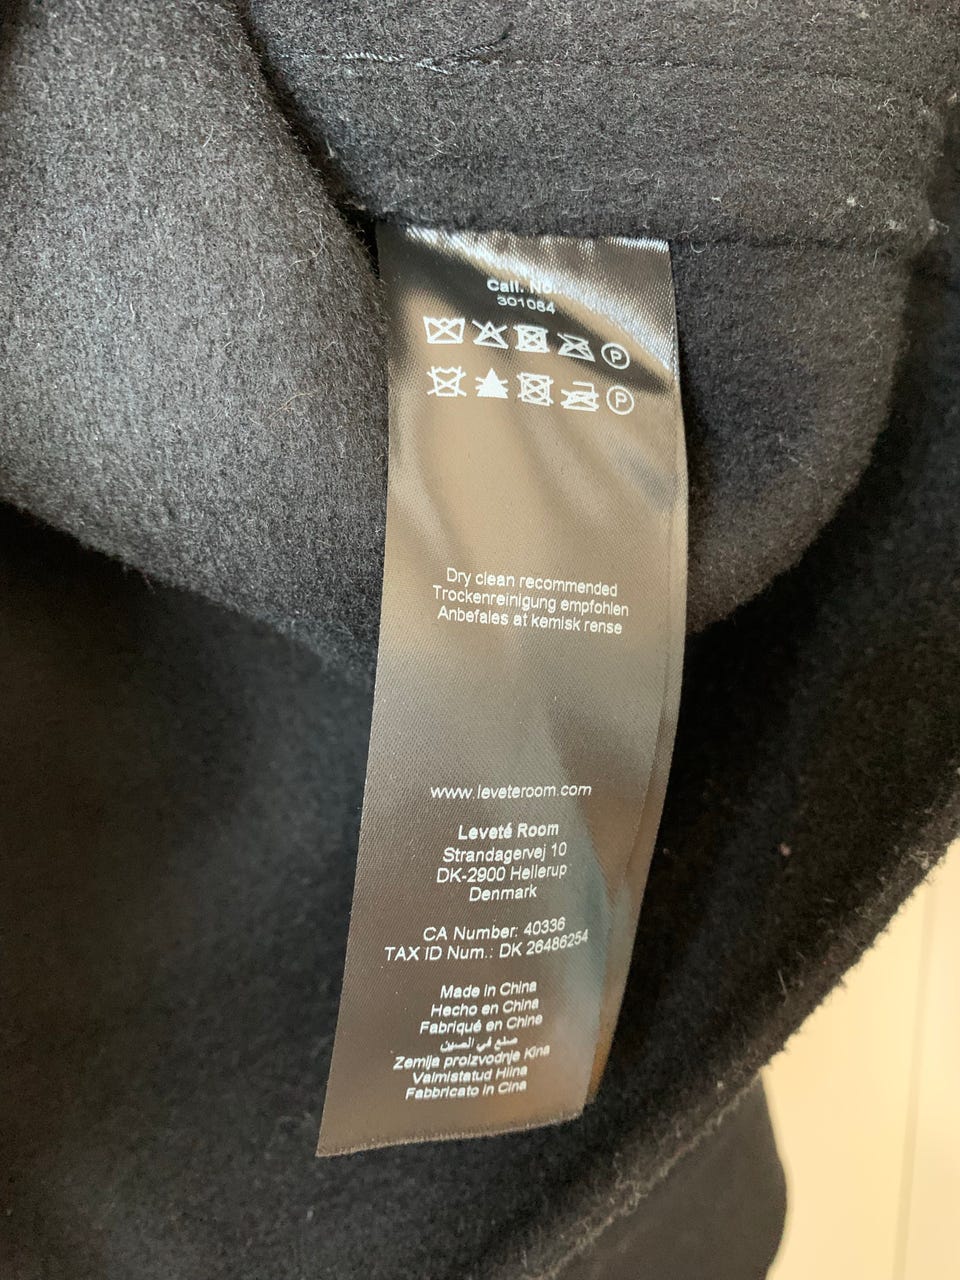 Call. No.:
301084
P
P
Dry clean recommended
Trockenreinigung empfohlen
Anbefales at kemisk rense
www.leveteroom.com
Leveté Room
Strandagervej 10
DK-2900 Hellerup
Denmark
CA Number: 40336
TAX ID Num.: DK 26486254
Made in China
Hecho en China
Fabriqué en Chine
صنع في الصين
Zemlja proizvodnje Kina
Valmistatud Hiina
Fabbricato in Cina